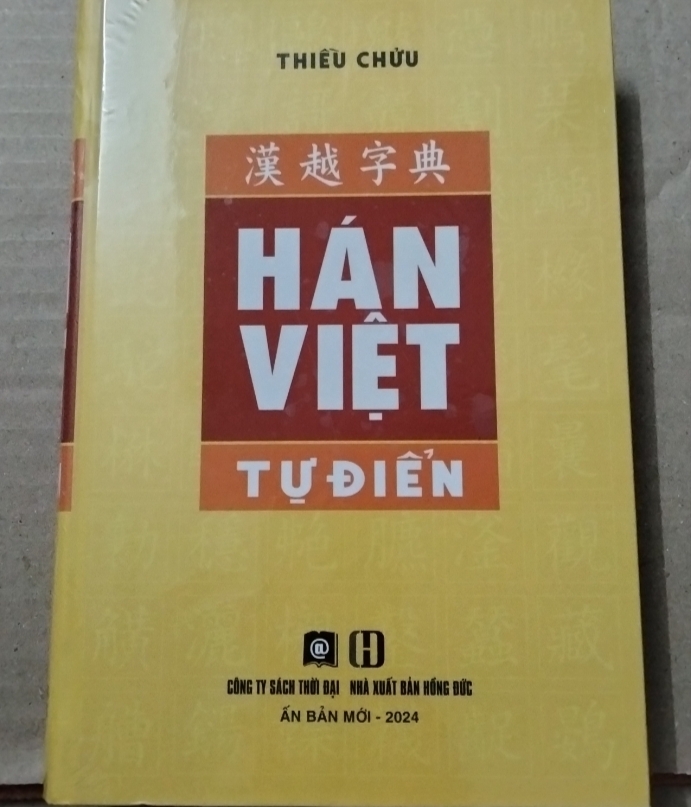 THIỀU CHỬU
漢越字典
HÁN
VIỆT
TỰ ĐIỂN
@
CÔNG TY SÁCH THỜI ĐẠI NHÀ XUẤT BẢN HỒNG ĐỨC
ẤN BẢN MỚI - 2024